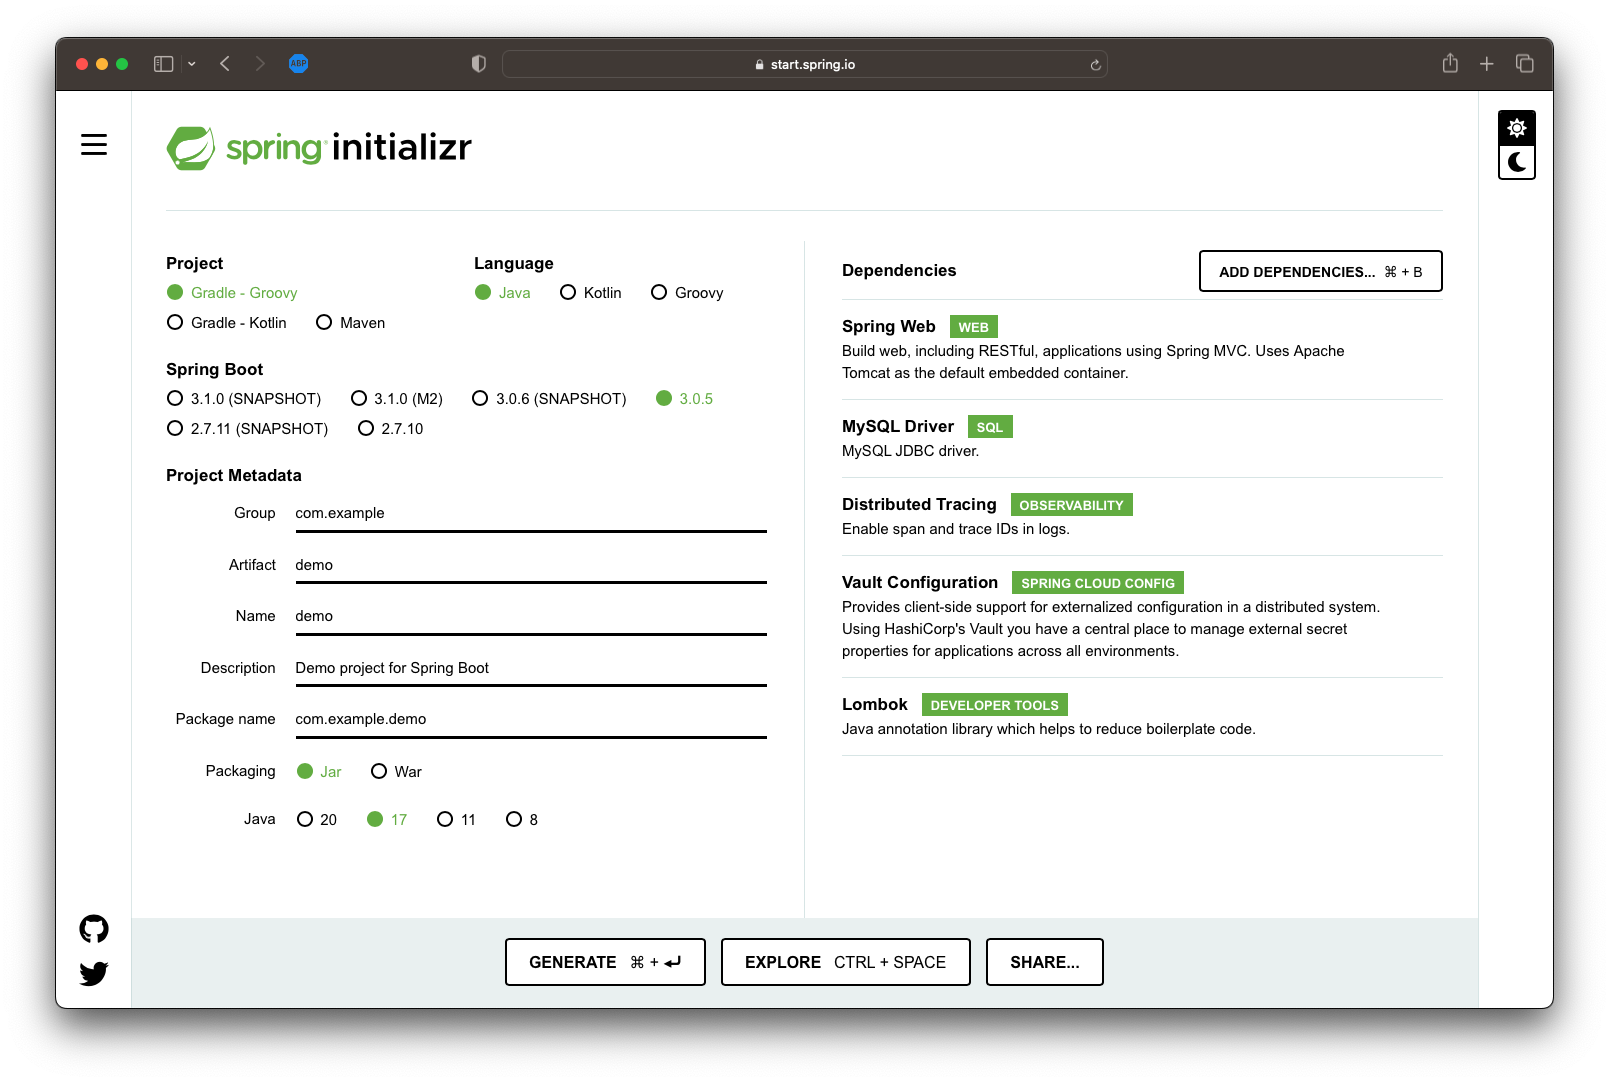 ABP
start.spring.io
spring initializr
Project
Gradle - Groovy
Gradle - Kotlin Maven
Language
Java Kotlin Groovy
Spring Boot
3.1.0 (SNAPSHOT) 3.1.0 (M2) 3.0.6 (SNAPSHOT) 3.0.5
2.7.11 (SNAPSHOT) 2.7.10
Project Metadata
Group com.example
Artifact demo
Name demo
Description Demo project for Spring Boot
Package name com.example.demo
Packaging Jar War
Java 20 17 11 8
Dependencies ADD DEPENDENCIES... ⌘ + B
Spring Web WEB
Build web, including RESTful, applications using Spring MVC. Uses Apache
Tomcat as the default embedded container.
MySQL Driver SQL
MySQL JDBC driver.
Distributed Tracing OBSERVABILITY
Enable span and trace IDs in logs.
Vault Configuration SPRING CLOUD CONFIG
Provides client-side support for externalized configuration in a distributed system.
Using HashiCorp's Vault you have a central place to manage external secret
properties for applications across all environments.
Lombok DEVELOPER TOOLS
Java annotation library which helps to reduce boilerplate code.
GENERATE ⌘ + ⏎ EXPLORE CTRL + SPACE SHARE...